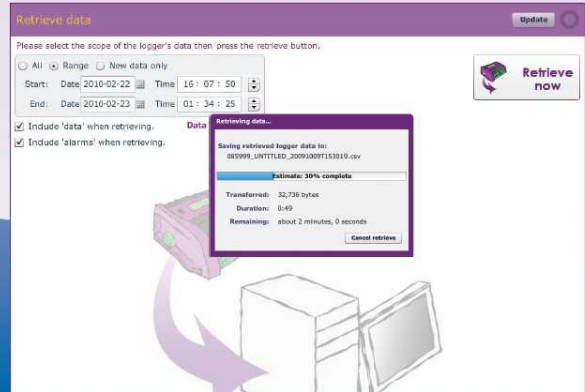 Retrieve data
Update
Please select the scope of the logger's data then press the retrieve button.
All Range New data only
Start: Date 2010-02-22 Time 16 : 07 : 50
End: Date 2010-02-23 Time 01 : 34 : 25
Retrieve
now
Include 'data' when retrieving.
Data
Include 'alarms' when retrieving.
Retrieving data...
Saving retrieved logger data to:
085999_UNTITLED_20091009T153019.csv
Estimate: 30% complete
Transferred: 32,736 bytes
Duration: 0:49
Remaining: about 2 minutes, 0 seconds
Cancel retrieve